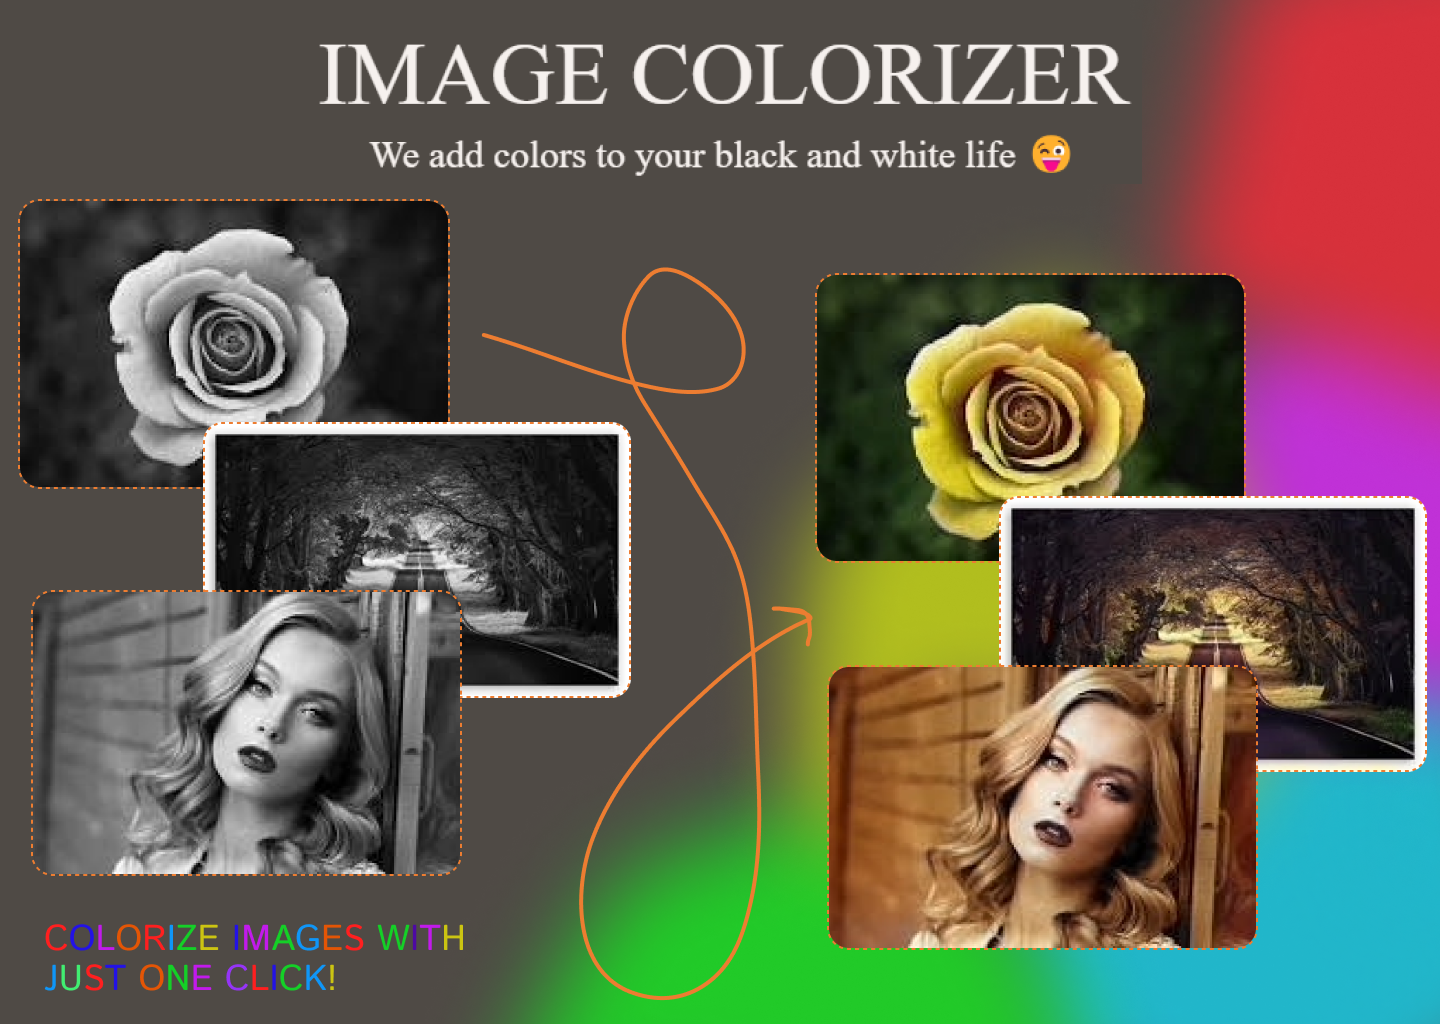 IMAGE COLORIZER
We add colors to your black and white life 😜
COLORIZE IMAGES WITH
JUST ONE CLICK!